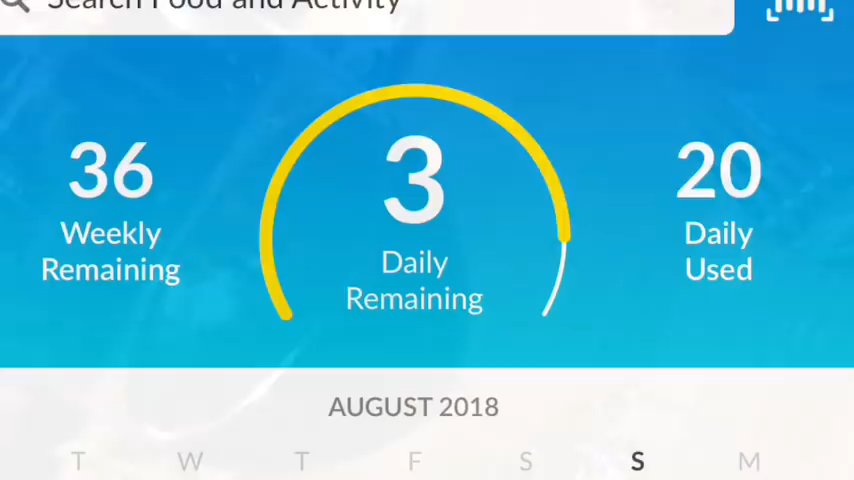 Search Food and Activity
36
Weekly
Remaining
3
Daily
Remaining
20
Daily
Used
AUGUST 2018
T W T F S S M